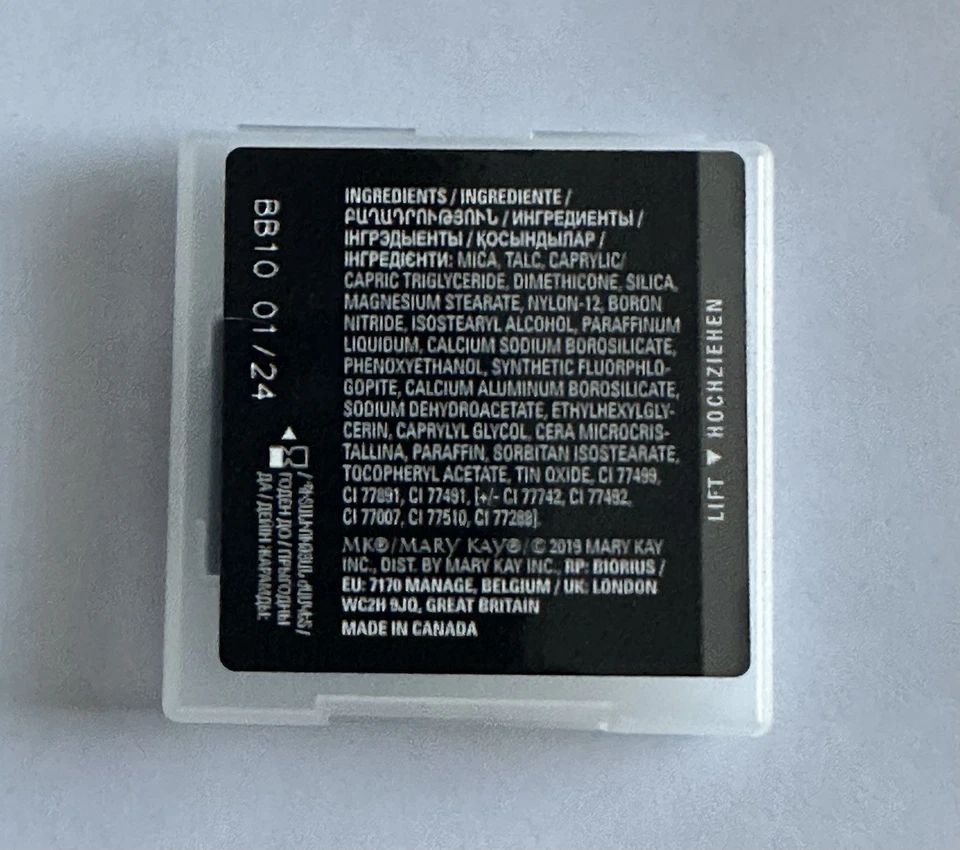 INGREDIENTS / INGREDIENTE /
ԲԱՂԱԴՐՈՒԹՅՈՒՆ / ИНГРЕДИЕНТЫ /
ІНГРЭДЫЕНТЫ / ҚОСЫНДЫЛАР /
ІНГРЕДІЄНТИ: MICA, TALC, CAPRYLIC/
CAPRIC TRIGLYCERIDE, DIMETHICONE, SILICA,
MAGNESIUM STEARATE, NYLON-12, BORON
NITRIDE, ISOSTEARYL ALCOHOL, PARAFFINUM
LIQUIDUM, CALCIUM SODIUM BOROSILICATE,
PHENOXYETHANOL, SYNTHETIC FLUORPHLO-
GOPITE, CALCIUM ALUMINUM BOROSILICATE,
SODIUM DEHYDROACETATE, ETHYLHEXYLGLY-
CERIN, CAPRYLYL GLYCOL, CERA MICROCRIS-
TALLINA, PARAFFIN, SORBITAN ISOSTEARATE,
TOCOPHERYL ACETATE, TIN OXIDE, CI 77499,
CI 77891, CI 77491, [+/- CI 77742, CI 77492,
CI 77007, CI 77510, CI 77288].
MK®/MARY KAY®/© 2019 MARY KAY
INC., DIST. BY MARY KAY INC., RP: BIORIUS /
EU: 7170 MANAGE, BELGIUM / UK: LONDON
WC2H 9JQ, GREAT BRITAIN
MADE IN CANADA
BB10 01/24
ГОДЕН ДО / ПРЫГОДНЫ
ДА / ДЕЙІН ЖАРАМДЫ:
LIFT ▼ HOCHZIEHEN